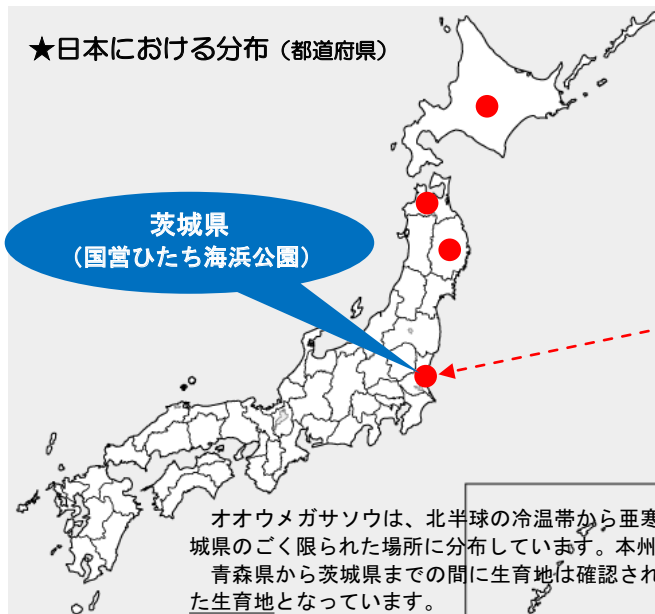 ★日本における分布（都道府県）
茨城県
（国営ひたち海浜公園）
オオウメガサソウは、北半球の冷温帯から亜寒
城県のごく限られた場所に分布しています。本州
青森県から茨城県までの間に生育地は確認され
た生育地となっています。